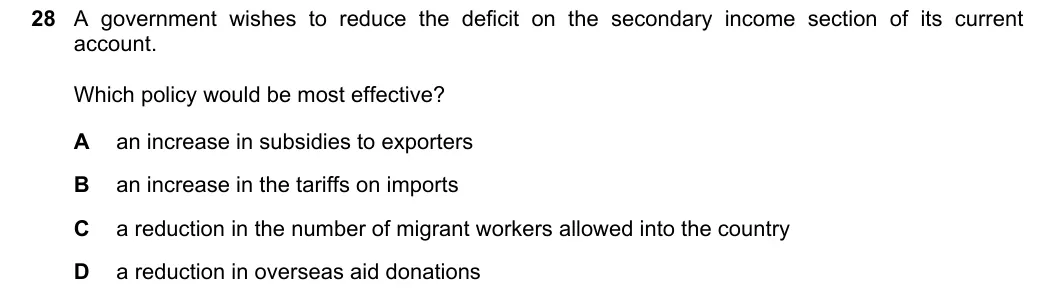 28 A government wishes to reduce the deficit on the secondary income section of its current
account.
Which policy would be most effective?
A an increase in subsidies to exporters
B an increase in the tariffs on imports
C a reduction in the number of migrant workers allowed into the country
D a reduction in overseas aid donations